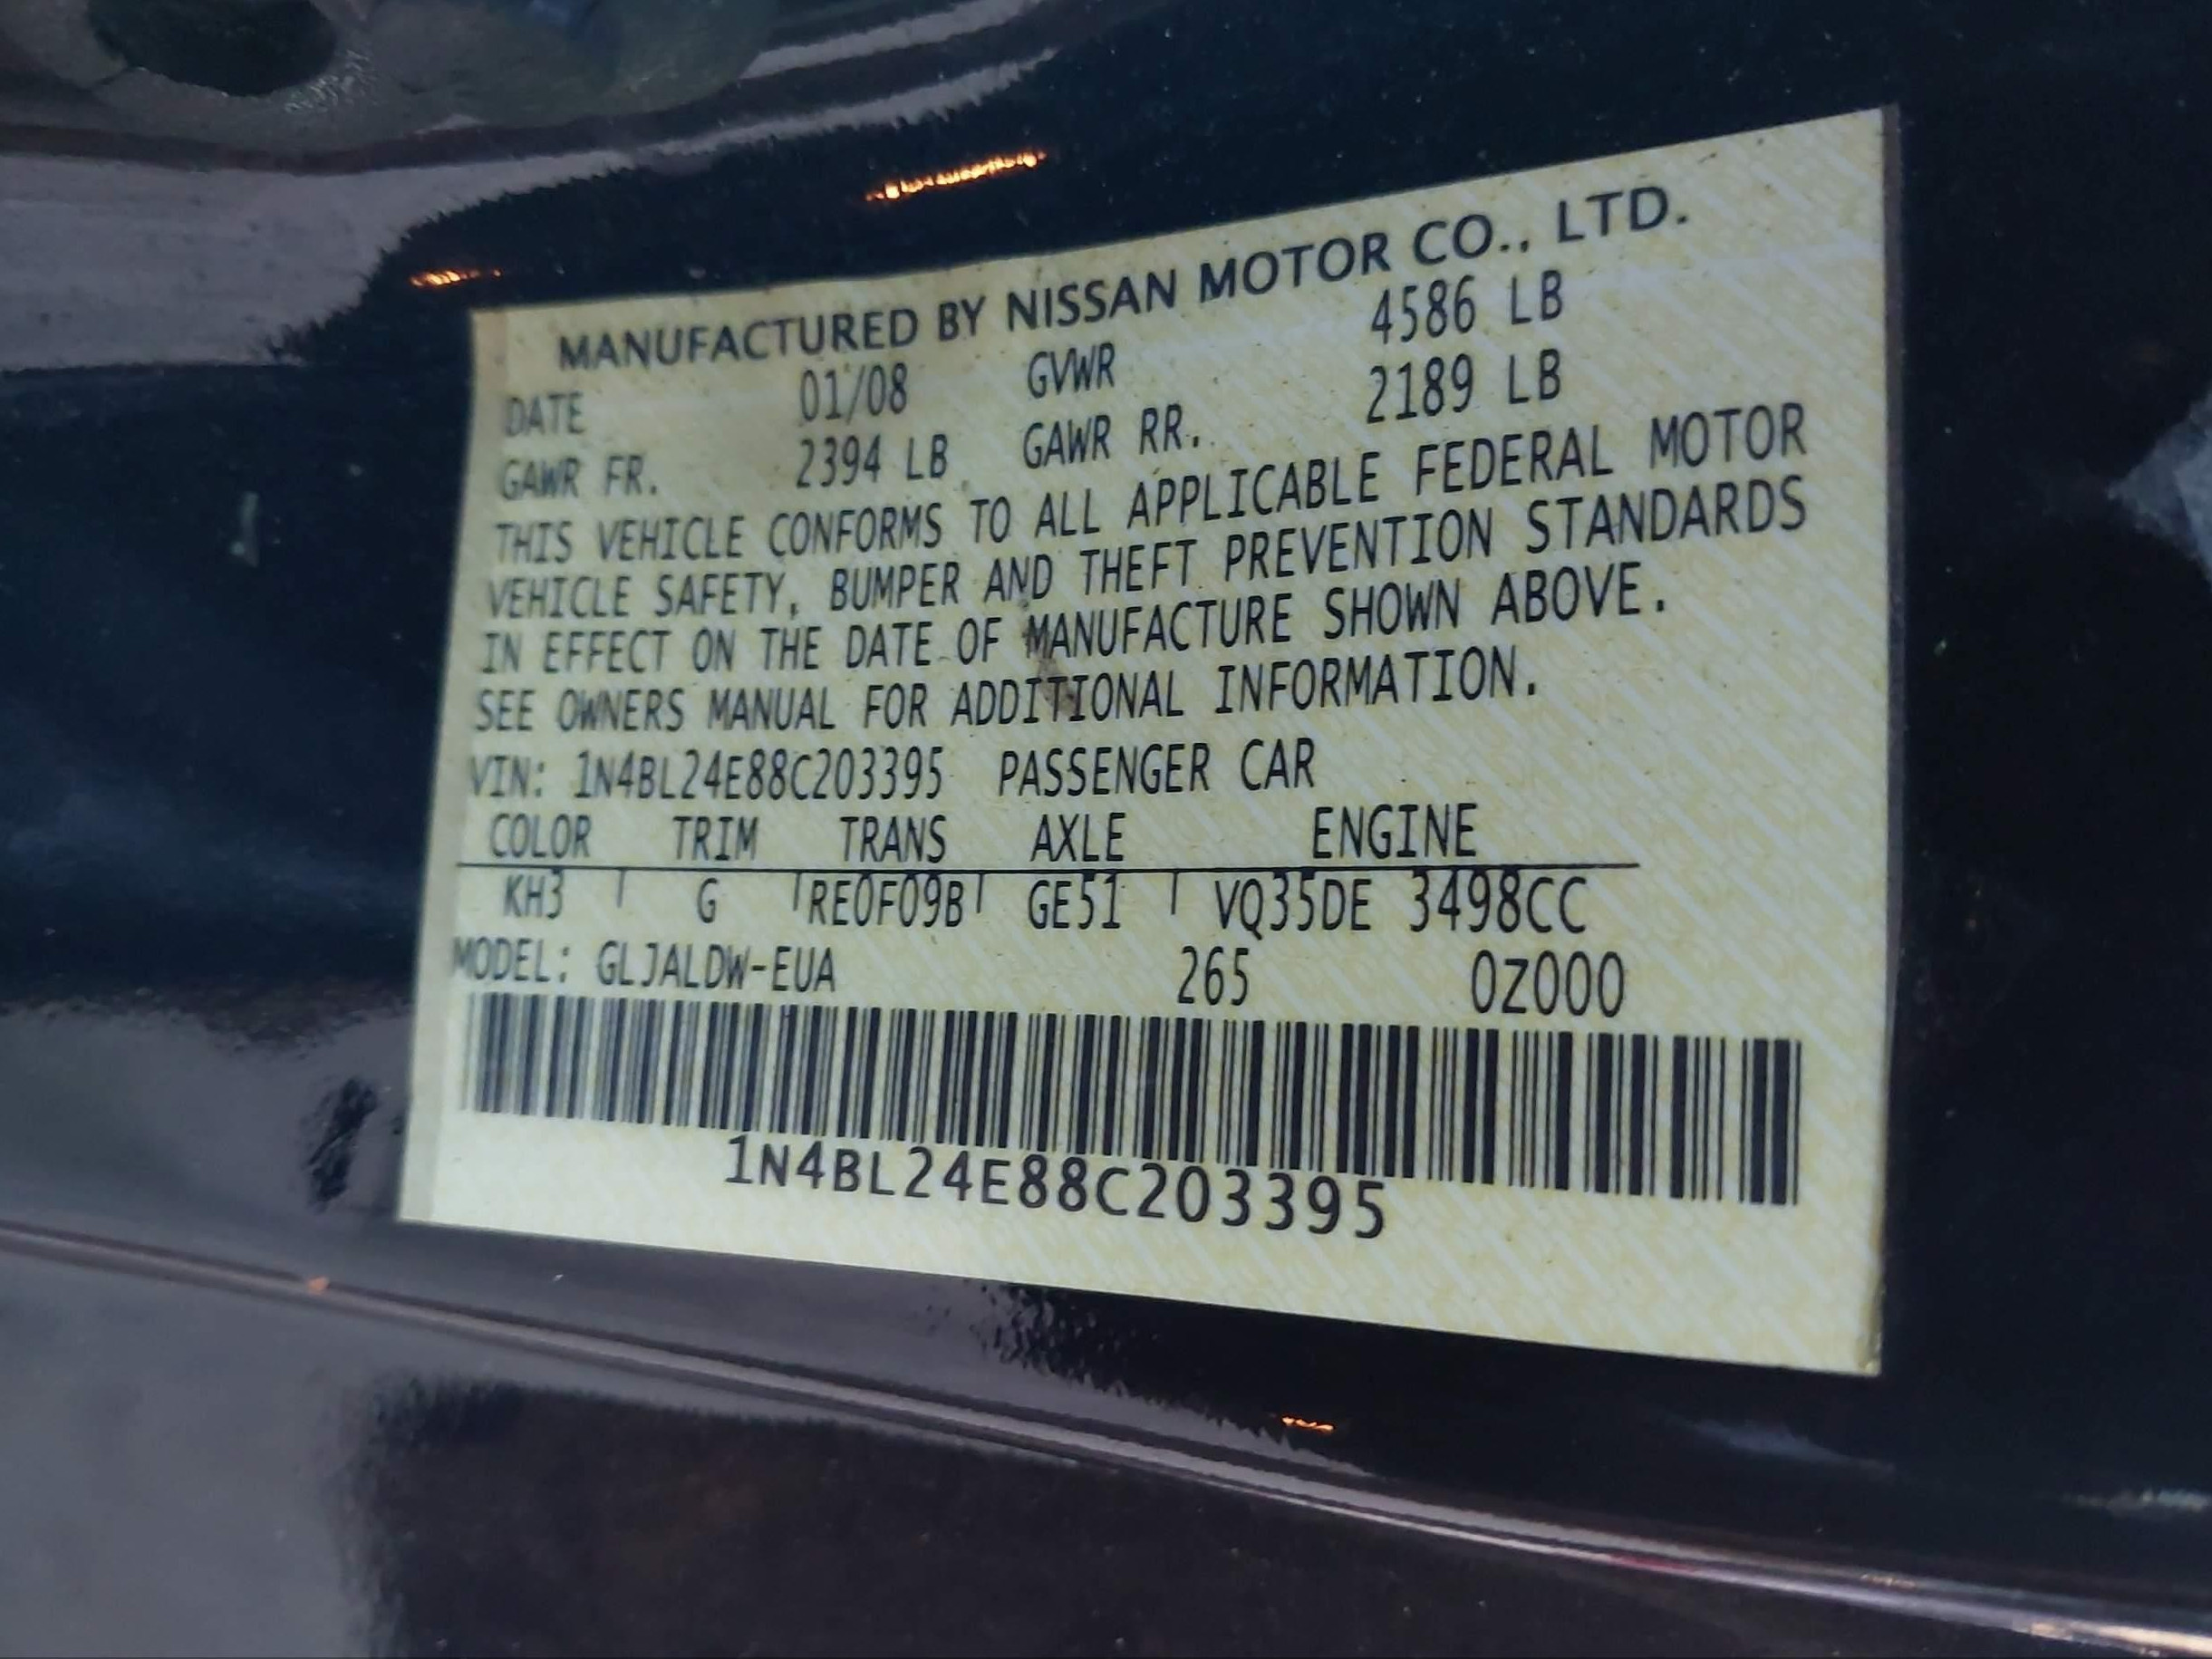 MANUFACTURED BY NISSAN MOTOR CO., LTD.
DATE 01/08 GVWR 4586 LB
GAWR FR. 2394 LB GAWR RR. 2189 LB
THIS VEHICLE CONFORMS TO ALL APPLICABLE FEDERAL MOTOR
VEHICLE SAFETY, BUMPER AND THEFT PREVENTION STANDARDS
IN EFFECT ON THE DATE OF MANUFACTURE SHOWN ABOVE.
SEE OWNERS MANUAL FOR ADDITIONAL INFORMATION.
VIN: 1N4BL24E88C203395 PASSENGER CAR
COLOR TRIM TRANS AXLE ENGINE
KH3 G RE0F09B GE51 VQ35DE 3498CC
MODEL: GLJALDW-EUA 265 0Z000
1N4BL24E88C203395